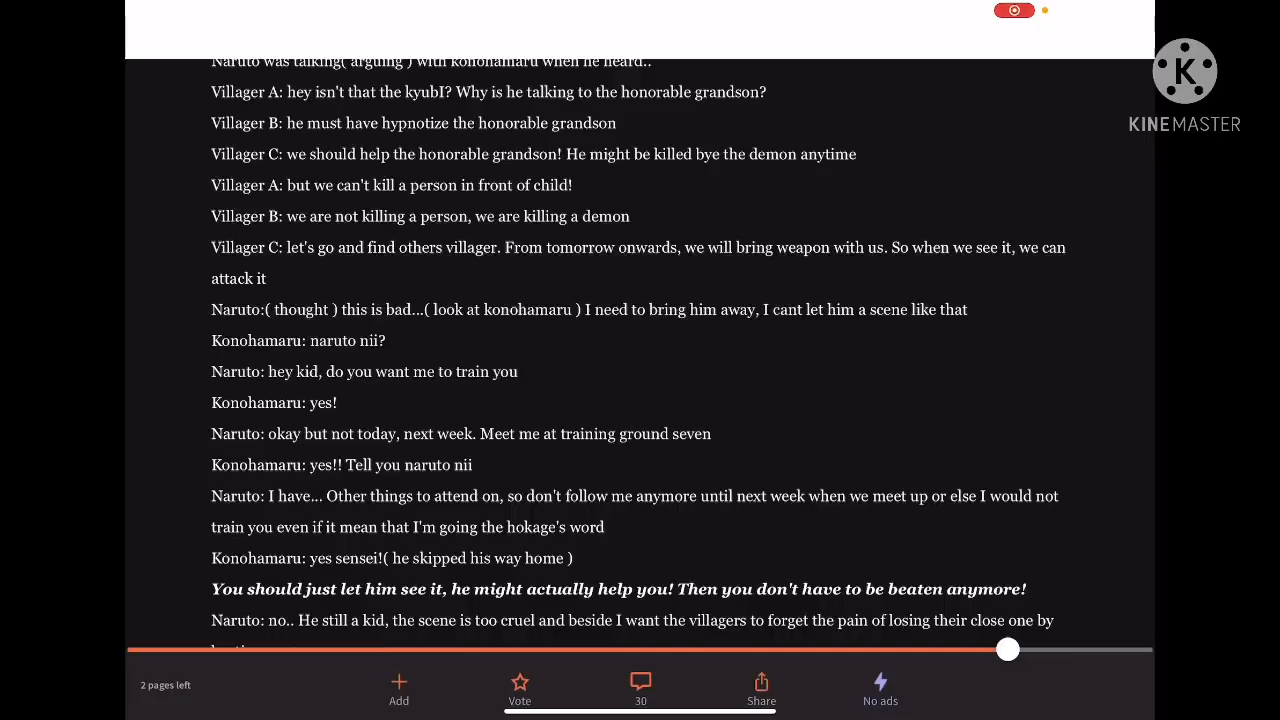 Naruto was talking( arguing ) with konohamaru when he heard..
Villager A: hey isn't that the kyubI? Why is he talking to the honorable grandson?
K
KINEMASTER
Villager B: he must have hypnotize the honorable grandson
Villager C: we should help the honorable grandson! He might be killed bye the demon anytime
Villager A: but we can't kill a person in front of child!
Villager B: we are not killing a person, we are killing a demon
Villager C: let's go and find others villager. From tomorrow onwards, we will bring weapon with us. So when we see it, we can
attack it
Naruto:( thought ) this is bad...( look at konohamaru ) I need to bring him away, I cant let him a scene like that
Konohamaru: naruto nii?
Naruto: hey kid, do you want me to train you
Konohamaru: yes!
Naruto: okay but not today, next week. Meet me at training ground seven
Konohamaru: yes!! Tell you naruto nii
Naruto: I have... Other things to attend on, so don't follow me anymore until next week when we meet up or else I would not
train you even if it mean that I'm going the hokage's word
Konohamaru: yes sensei!( he skipped his way home )
You should just let him see it, he might actually help you! Then you don't have to be beaten anymore!
Naruto: no.. He still a kid, the scene is too cruel and beside I want the villagers to forget the pain of losing their close one by
2 pages left
Add
Vote
30
Share
No ads